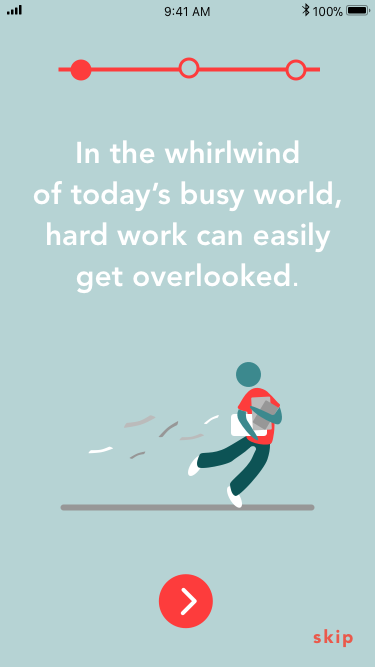 9:41 AM
100%
In the whirlwind
of today’s busy world,
hard work can easily
get overlooked.
skip